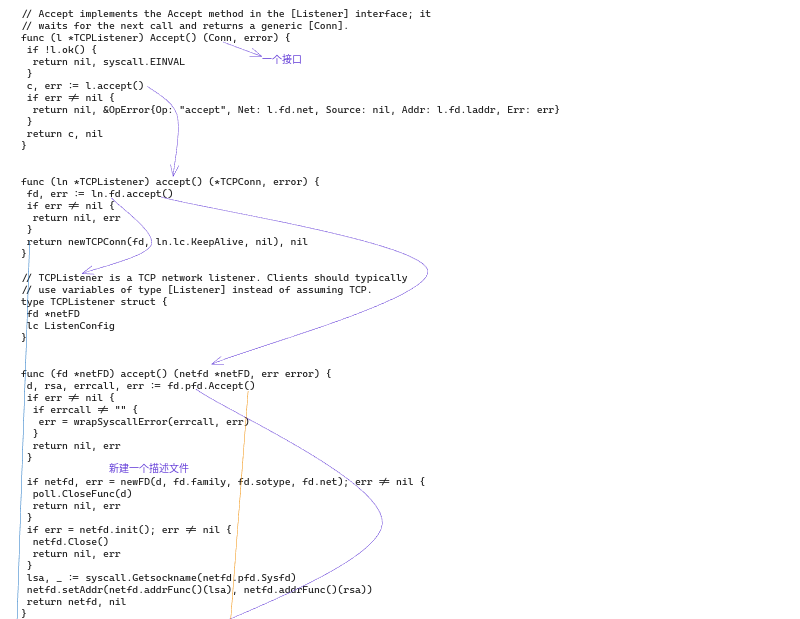 // Accept implements the Accept method in the [Listener] interface; it
// waits for the next call and returns a generic [Conn].
func (l *TCPListener) Accept() (Conn, error) {
if !l.ok() {
return nil, syscall.EINVAL
一个接口
}
c, err := l.accept()
if err != nil {
return nil, &OpError{Op: "accept", Net: l.fd.net, Source: nil, Addr: l.fd.laddr, Err: err}
}
return c, nil
}
func (ln *TCPListener) accept() (*TCPConn, error) {
fd, err := ln.fd.accept()
if err != nil {
return nil, err
}
return newTCPConn(fd, ln.lc.KeepAlive, nil), nil
}
// TCPListener is a TCP network listener. Clients should typically
// use variables of type [Listener] instead of assuming TCP.
type TCPListener struct {
fd *netFD
lc ListenConfig
}
func (fd *netFD) accept() (netfd *netFD, err error) {
d, rsa, errcall, err := fd.pfd.Accept()
if err != nil {
if errcall != "" {
err = wrapSyscallError(errcall, err)
}
return nil, err
}
新建一个描述文件
if netfd, err = newFD(d, fd.family, fd.sotype, fd.net); err != nil {
poll.CloseFunc(d)
return nil, err
}
if err = netfd.init(); err != nil {
netfd.Close()
return nil, err
}
lsa, _ := syscall.Getsockname(netfd.pfd.Sysfd)
netfd.setAddr(netfd.addrFunc()(lsa), netfd.addrFunc()(rsa))
return netfd, nil
}